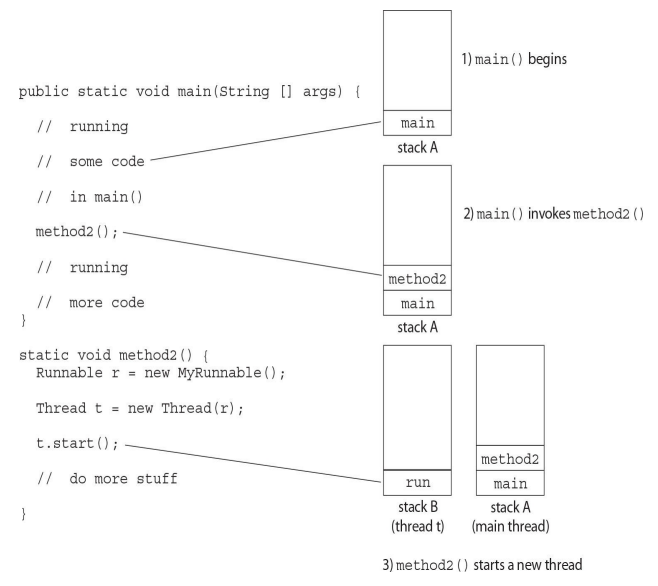 public static void main(String [] args) {
// running
// some code
// in main()
method2();
// running
// more code
}
static void method2() {
Runnable r = new MyRunnable();
Thread t = new Thread(r);
t.start();
// do more stuff
}
main
stack A
1) main() begins
method2
main
stack A
2) main() invokes method2()
run
stack B
(thread t)
method2
main
stack A
(main thread)
3) method2() starts a new thread